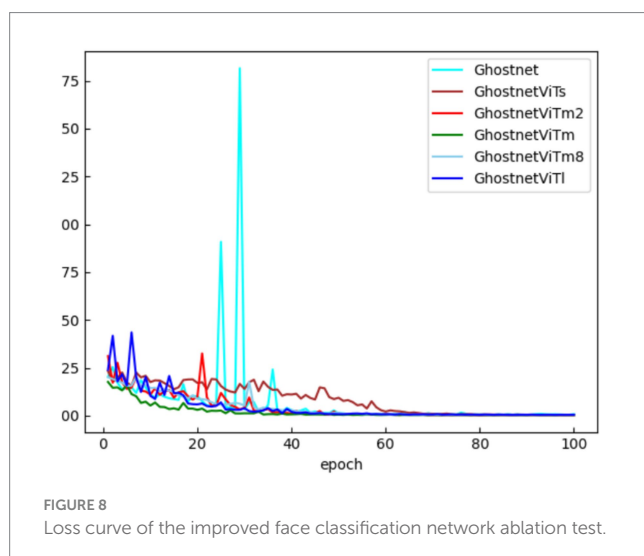 75
50
25
00
75
50
25
00
0
20
40
60
80
100
epoch
Ghostnet
GhostnetViTs
GhostnetViTm2
GhostnetViTm
GhostnetViTm8
GhostnetViTl
FIGURE 8
Loss curve of the improved face classification network ablation test.